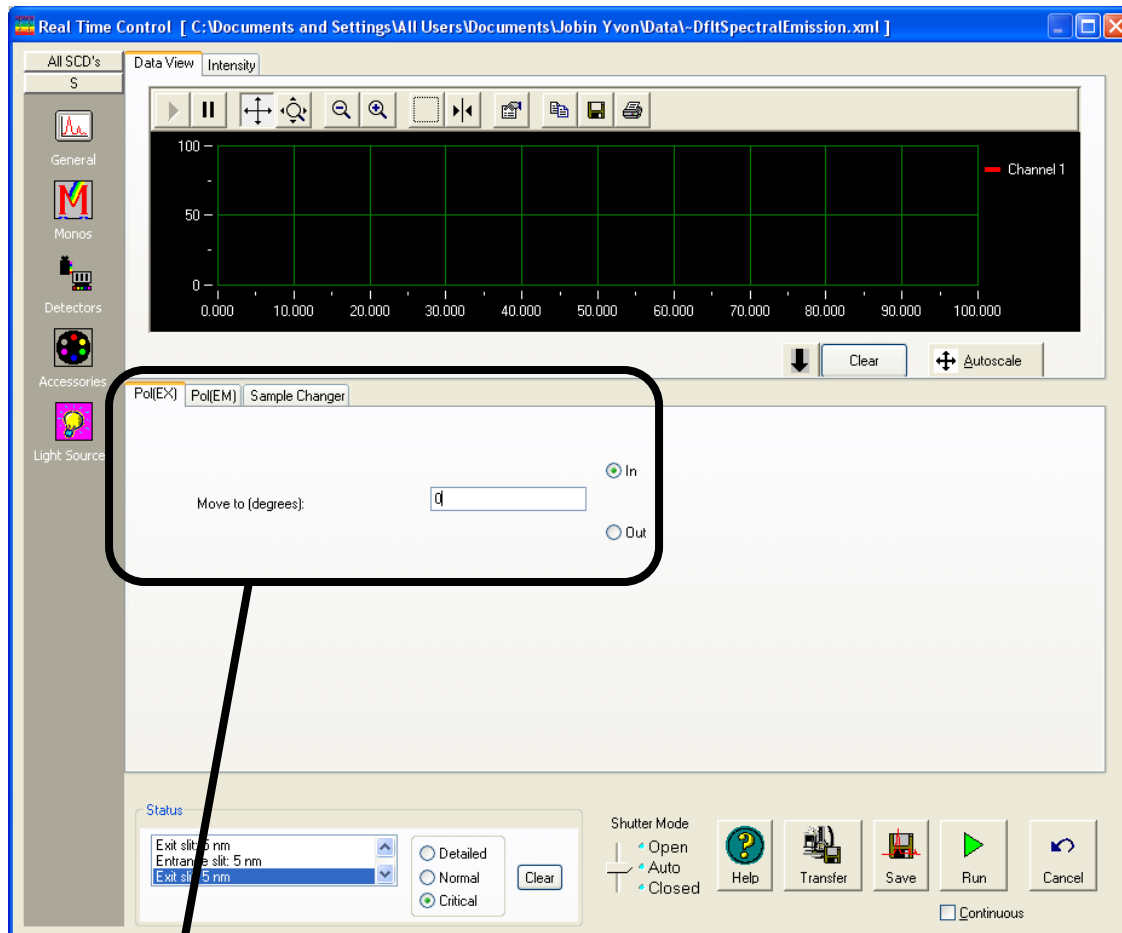 Real Time Control [ C:\Documents and Settings\All Users\Documents\Jobin Yvon\Data\~DfltSpectralEmission.xml ]
All SCD's
S
General
Monos
Detectors
Accessories
Light Source
Data View Intensity
100
50
0
Channel 1
0.000 10.000 20.000 30.000 40.000 50.000 60.000 70.000 80.000 90.000 100.000
Clear Autoscale
Pol(EX) Pol(EM) Sample Changer
In
Move to (degrees): 0
Out
Status
Exit slit: 5 nm
Entrance slit: 5 nm
Exit slit: 5 nm
Detailed
Normal
Critical
Clear
Shutter Mode
Open
Auto
Closed
Help Transfer Save Run Cancel
Continuous